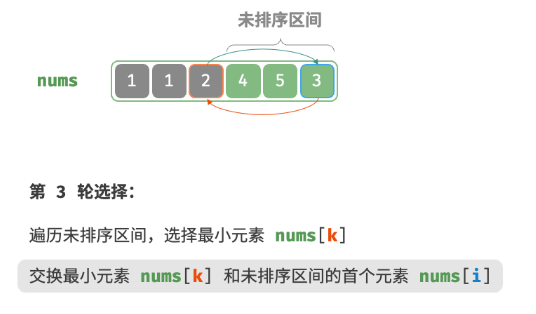 未排序区间
nums 1 1 2 4 5 3
第 3 轮选择：
遍历未排序区间，选择最小元素 nums[k]
交换最小元素 nums[k] 和未排序区间的首个元素 nums[i]